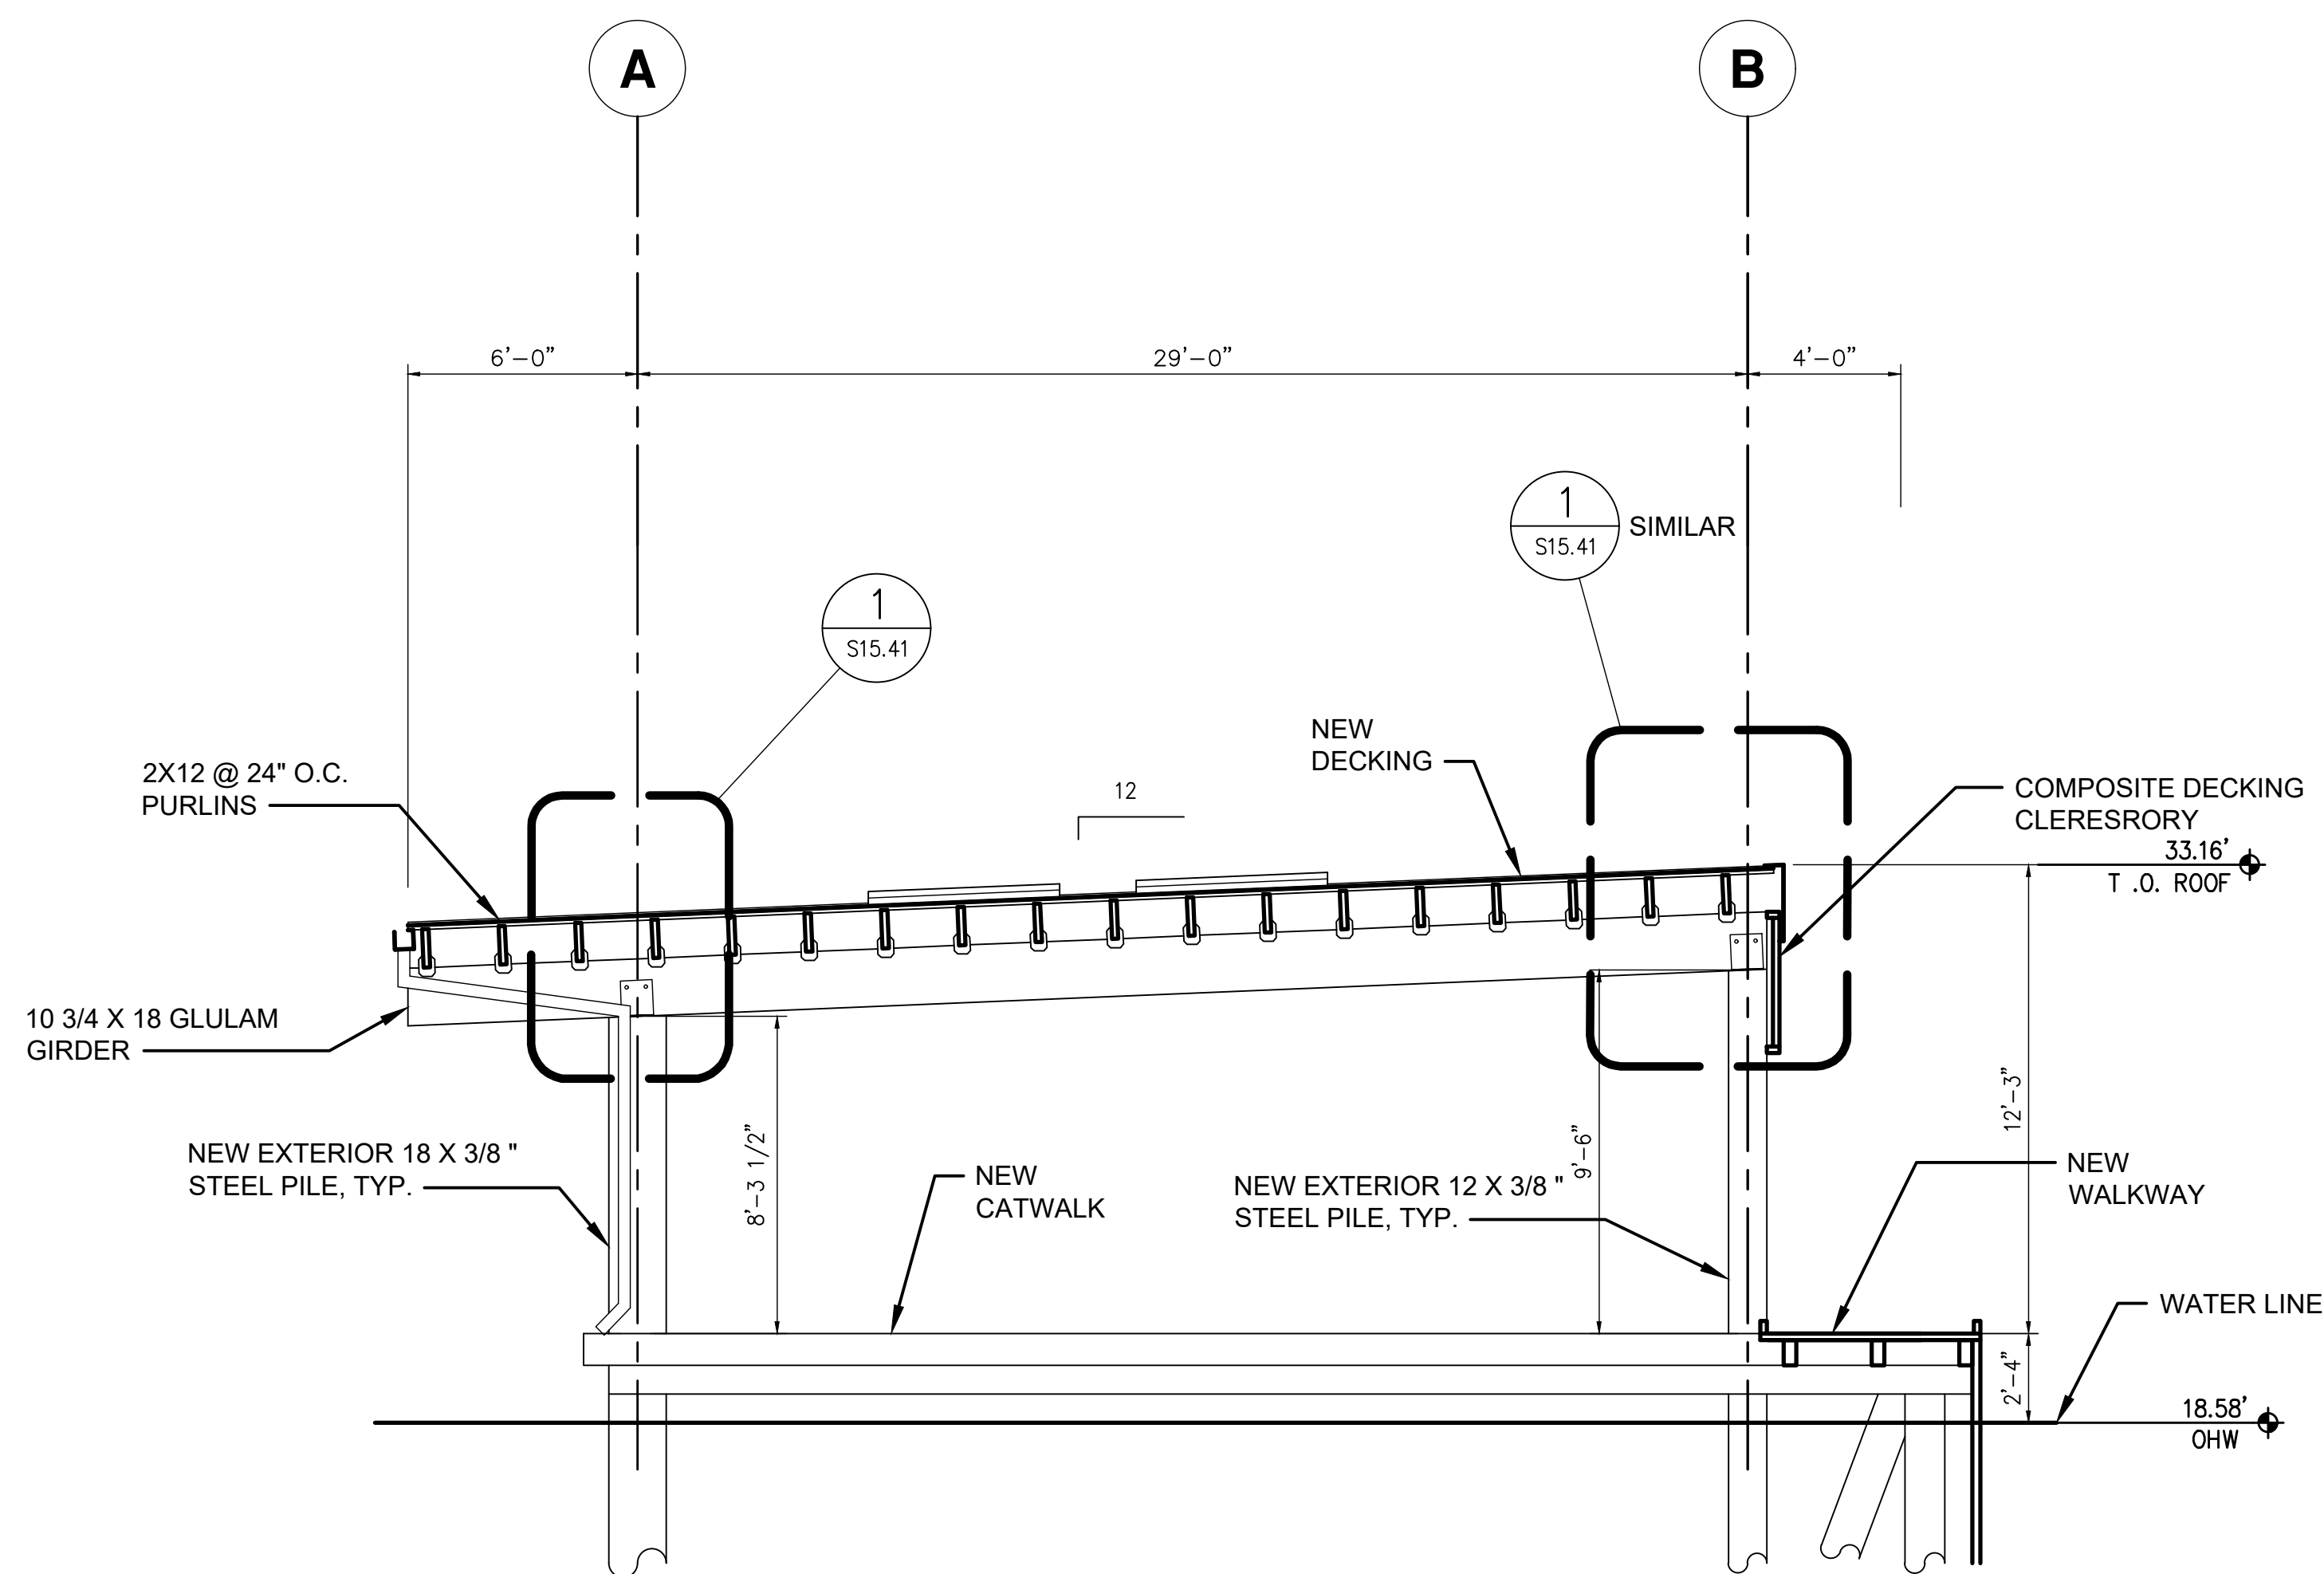 A
B
6'-0"
29'-0"
4'-0"
1
S15.41
SIMILAR
1
S15.41
NEW
DECKING
2X12 @ 24" O.C.
PURLINS
12
COMPOSITE DECKING
CLERESRORY
33.16'
T .O. ROOF
10 3/4 X 18 GLULAM
GIRDER
12'-3"
NEW EXTERIOR 18 X 3/8 "
STEEL PILE, TYP.
8'-3 1/2"
NEW
CATWALK
NEW EXTERIOR 12 X 3/8 "
STEEL PILE, TYP.
9'-6"
NEW
WALKWAY
WATER LINE
2'-4"
18.58'
OHW